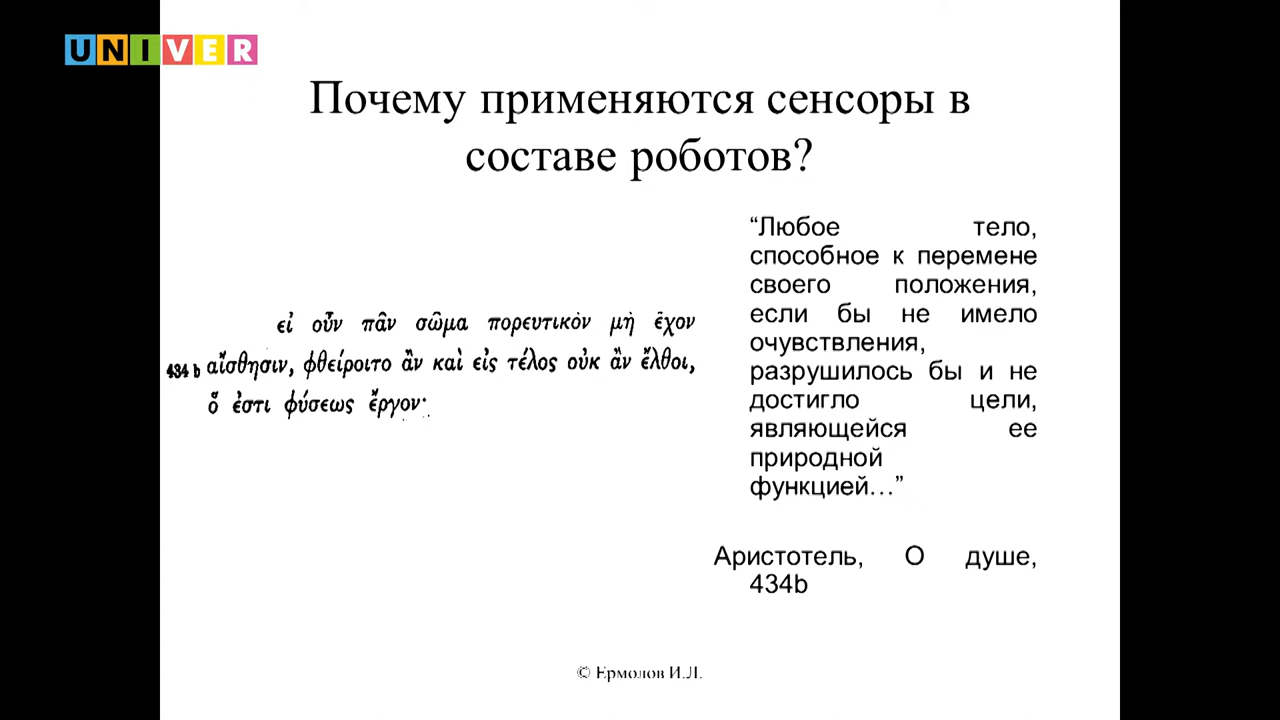 UNIVER
Почему применяются сенсоры в
составе роботов?
εἰ οὖν πᾶν σῶμα πορευτικὸν μὴ ἔχον
434 b αἴσθησιν, φθείροιτο ἂν καὶ εἰς τέλος οὐκ ἂν ἔλθοι,
ὅ ἐστι φύσεως ἔργον·
“Любое тело,
способное к перемене
своего положения,
если бы не имело
очувствления,
разрушилось бы и не
достигло цели,
являющейся ее
природной
функцией…”
Аристотель, О душе,
434b
© Ермолов И.Л.